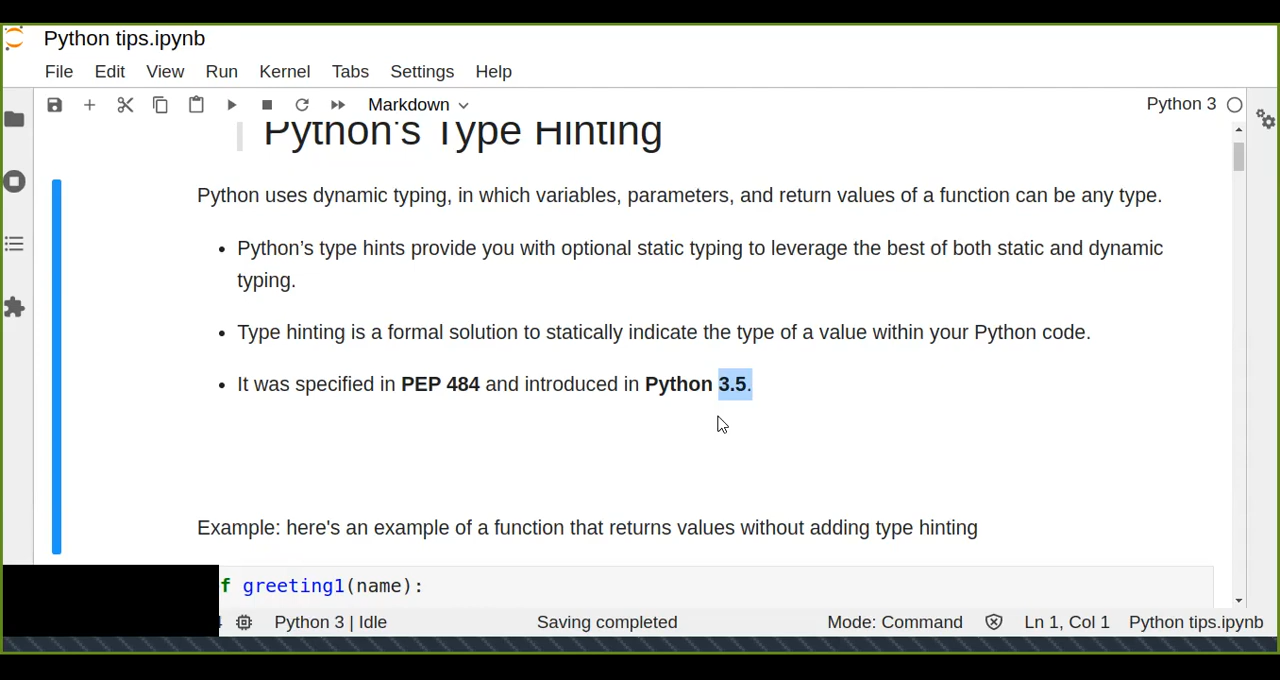 Python tips.ipynb
File Edit View Run Kernel Tabs Settings Help
Markdown Python 3
Python's Type Hinting
Python uses dynamic typing, in which variables, parameters, and return values of a function can be any type.
• Python’s type hints provide you with optional static typing to leverage the best of both static and dynamic
typing.
• Type hinting is a formal solution to statically indicate the type of a value within your Python code.
• It was specified in PEP 484 and introduced in Python 3.5.
Example: here's an example of a function that returns values without adding type hinting
f greeting1(name):
Python 3 | Idle Saving completed Mode: Command Ln 1, Col 1 Python tips.ipynb